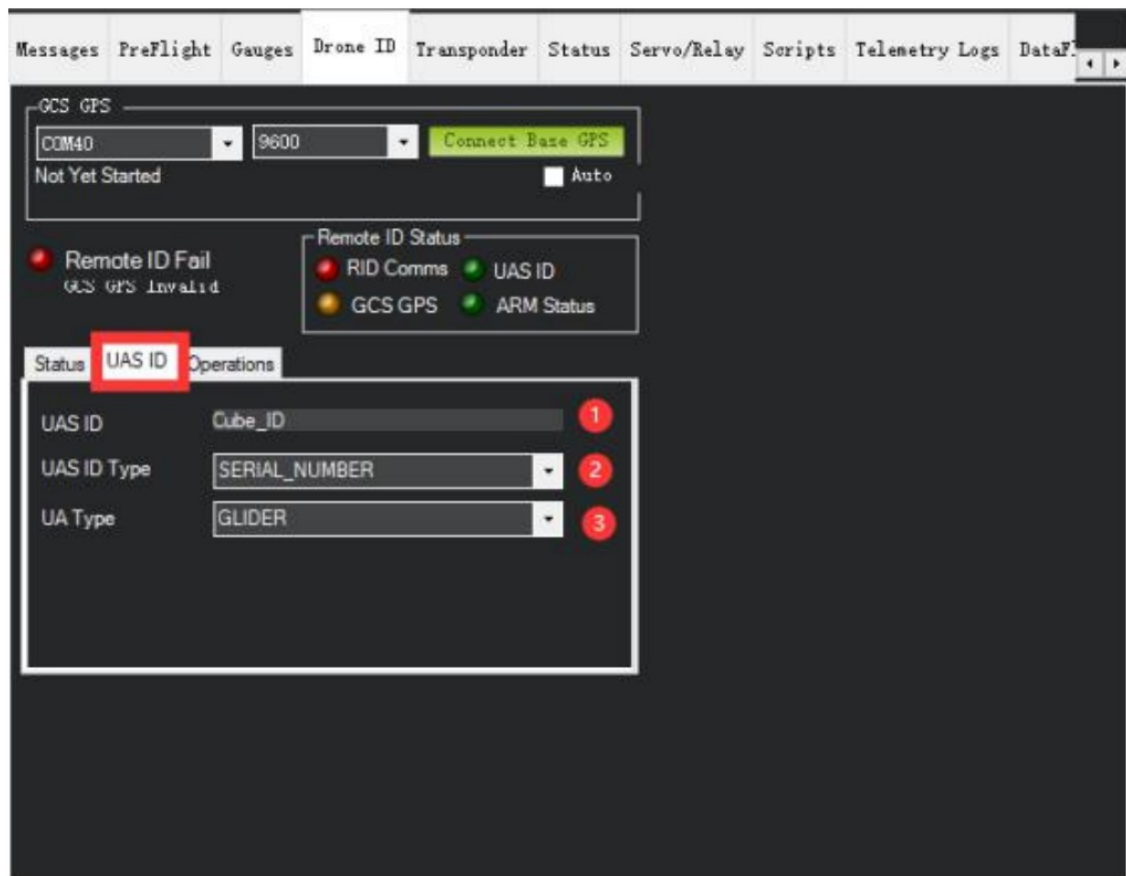 Messages PreFlight Gauges Drone ID Transponder Status Servo/Relay Scripts Telemetry Logs DataF
GCS GPS
COM40 9600 Connect Base GPS
Not Yet Started Auto
Remote ID Fail
GCS GPS Invalid
Remote ID Status
RID Comms UAS ID
GCS GPS ARM Status
Status UAS ID Operations
UAS ID Cube_ID 1
UAS ID Type SERIAL_NUMBER 2
UA Type GLIDER 3